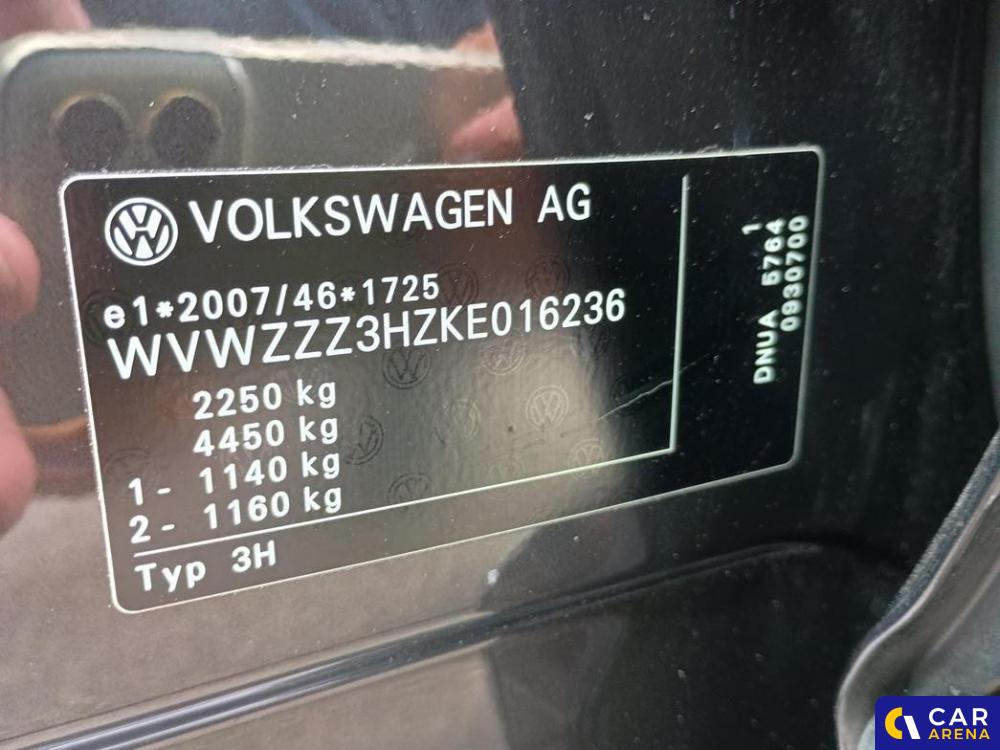 VOLKSWAGEN AG
e1*2007/46*1725
WVWZZZ3HZKE016236
2250 kg
4450 kg
1- 1140 kg
2- 1160 kg
Typ 3H
1
DNUA 5764
0930700
CAR
ARENA